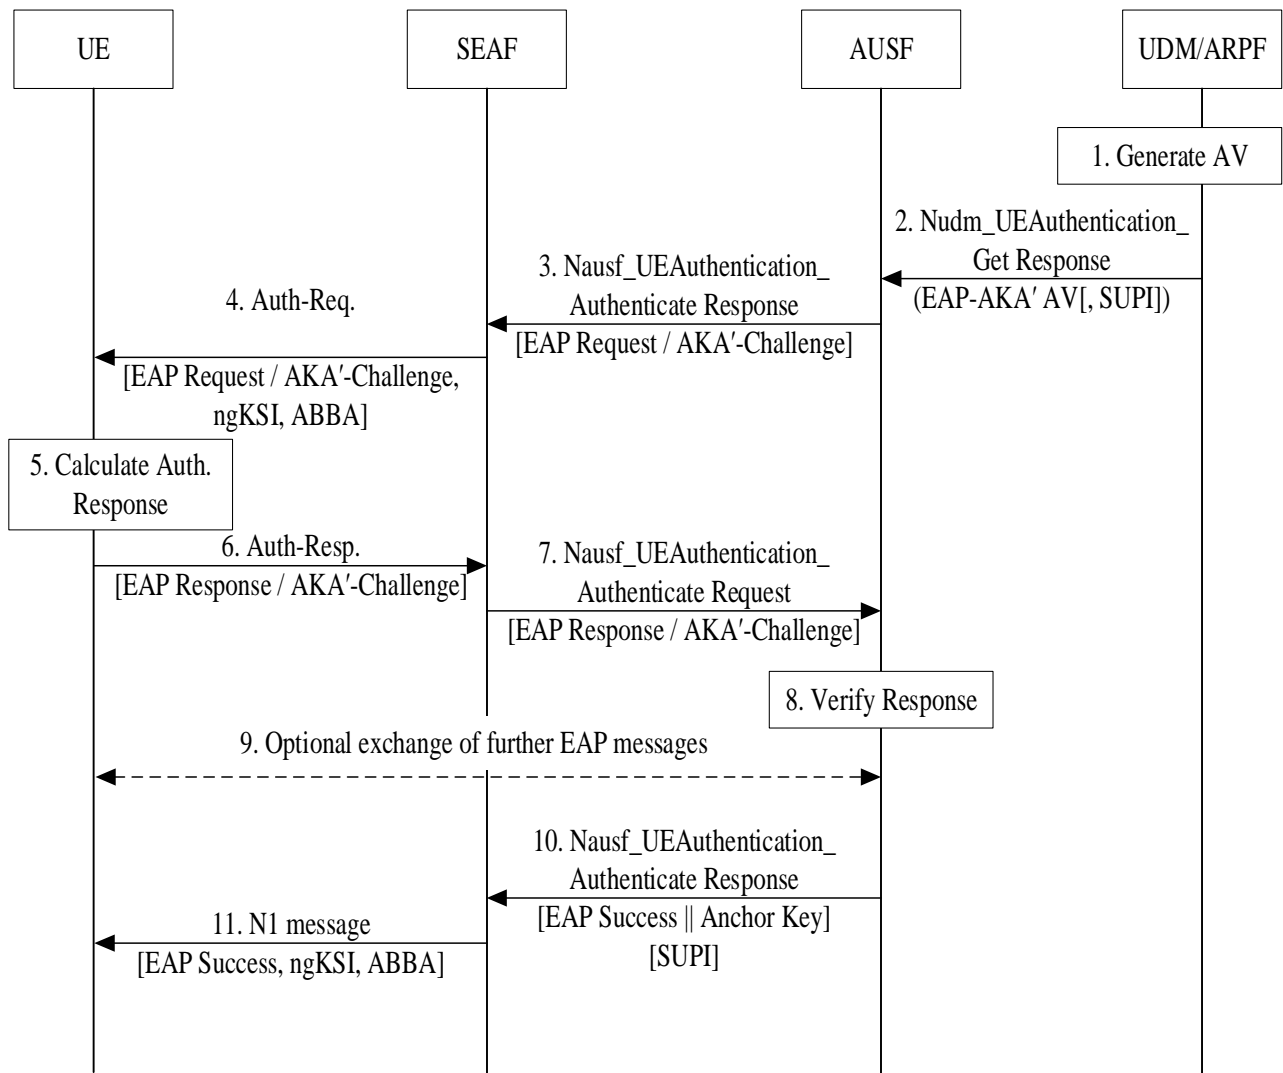 UE
SEAF
AUSF
UDM/ARPF
1. Generate AV
2. Nudm_UEAuthentication_
Get Response
(EAP-AKA′ AV[, SUPI])
3. Nausf_UEAuthentication_
Authenticate Response
[EAP Request / AKA′-Challenge]
4. Auth-Req.
[EAP Request / AKA′-Challenge,
ngKSI, ABBA]
5. Calculate Auth.
Response
6. Auth-Resp.
[EAP Response / AKA′-Challenge]
7. Nausf_UEAuthentication_
Authenticate Request
[EAP Response / AKA′-Challenge]
8. Verify Response
9. Optional exchange of further EAP messages
10. Nausf_UEAuthentication_
Authenticate Response
[EAP Success || Anchor Key]
[SUPI]
11. N1 message
[EAP Success, ngKSI, ABBA]